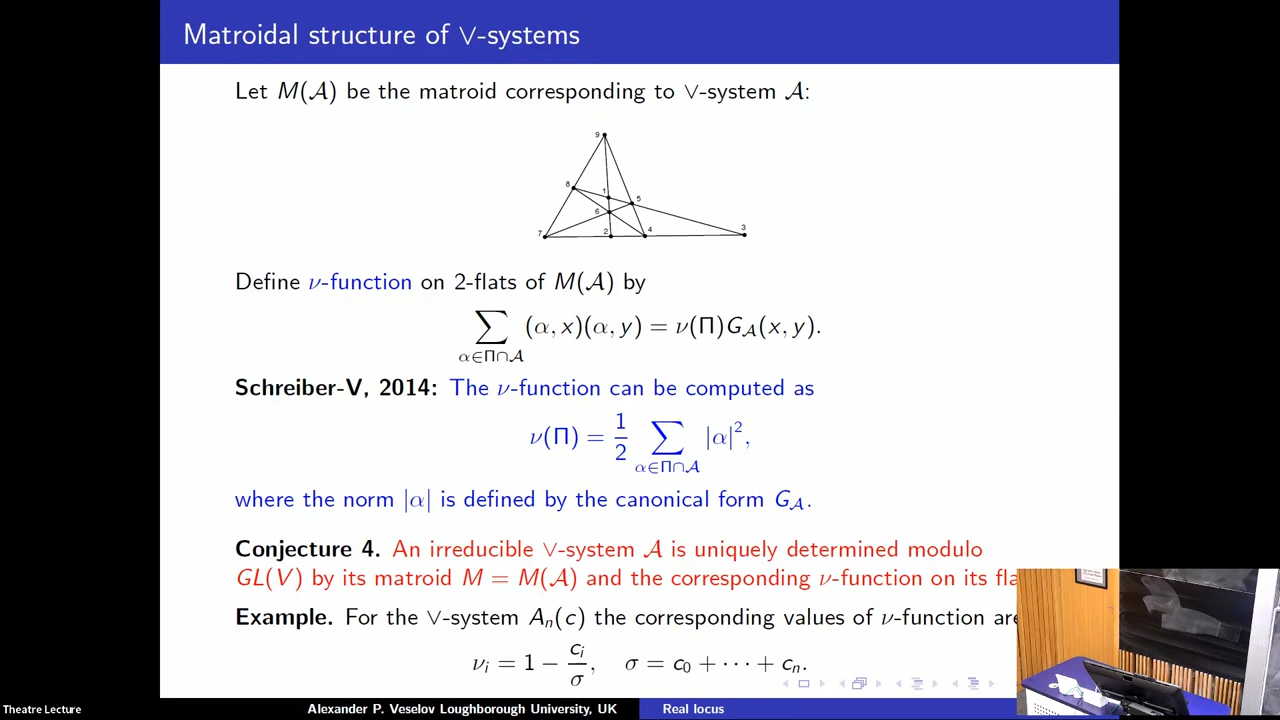 Matroidal structure of ∨-systems
Let M(𝒜) be the matroid corresponding to ∨-system 𝒜:
9
8
1
5
6
7
2
4
3
Define ν-function on 2-flats of M(𝒜) by
∑_{α∈Π∩𝒜} (α, x)(α, y) = ν(Π)G_𝒜(x, y).
Schreiber-V, 2014: The ν-function can be computed as
ν(Π) = 1/2 ∑_{α∈Π∩𝒜} |α|²,
where the norm |α| is defined by the canonical form G_𝒜.
Conjecture 4. An irreducible ∨-system 𝒜 is uniquely determined modulo
GL(V) by its matroid M = M(𝒜) and the corresponding ν-function on its
Example. For the ∨-system A_n(c) the corresponding values of ν-function are
ν_i = 1 − c_i/σ, σ = c_0 + ··· + c_n.
Theatre Lecture
Alexander P. Veselov Loughborough University, UK
Real locus